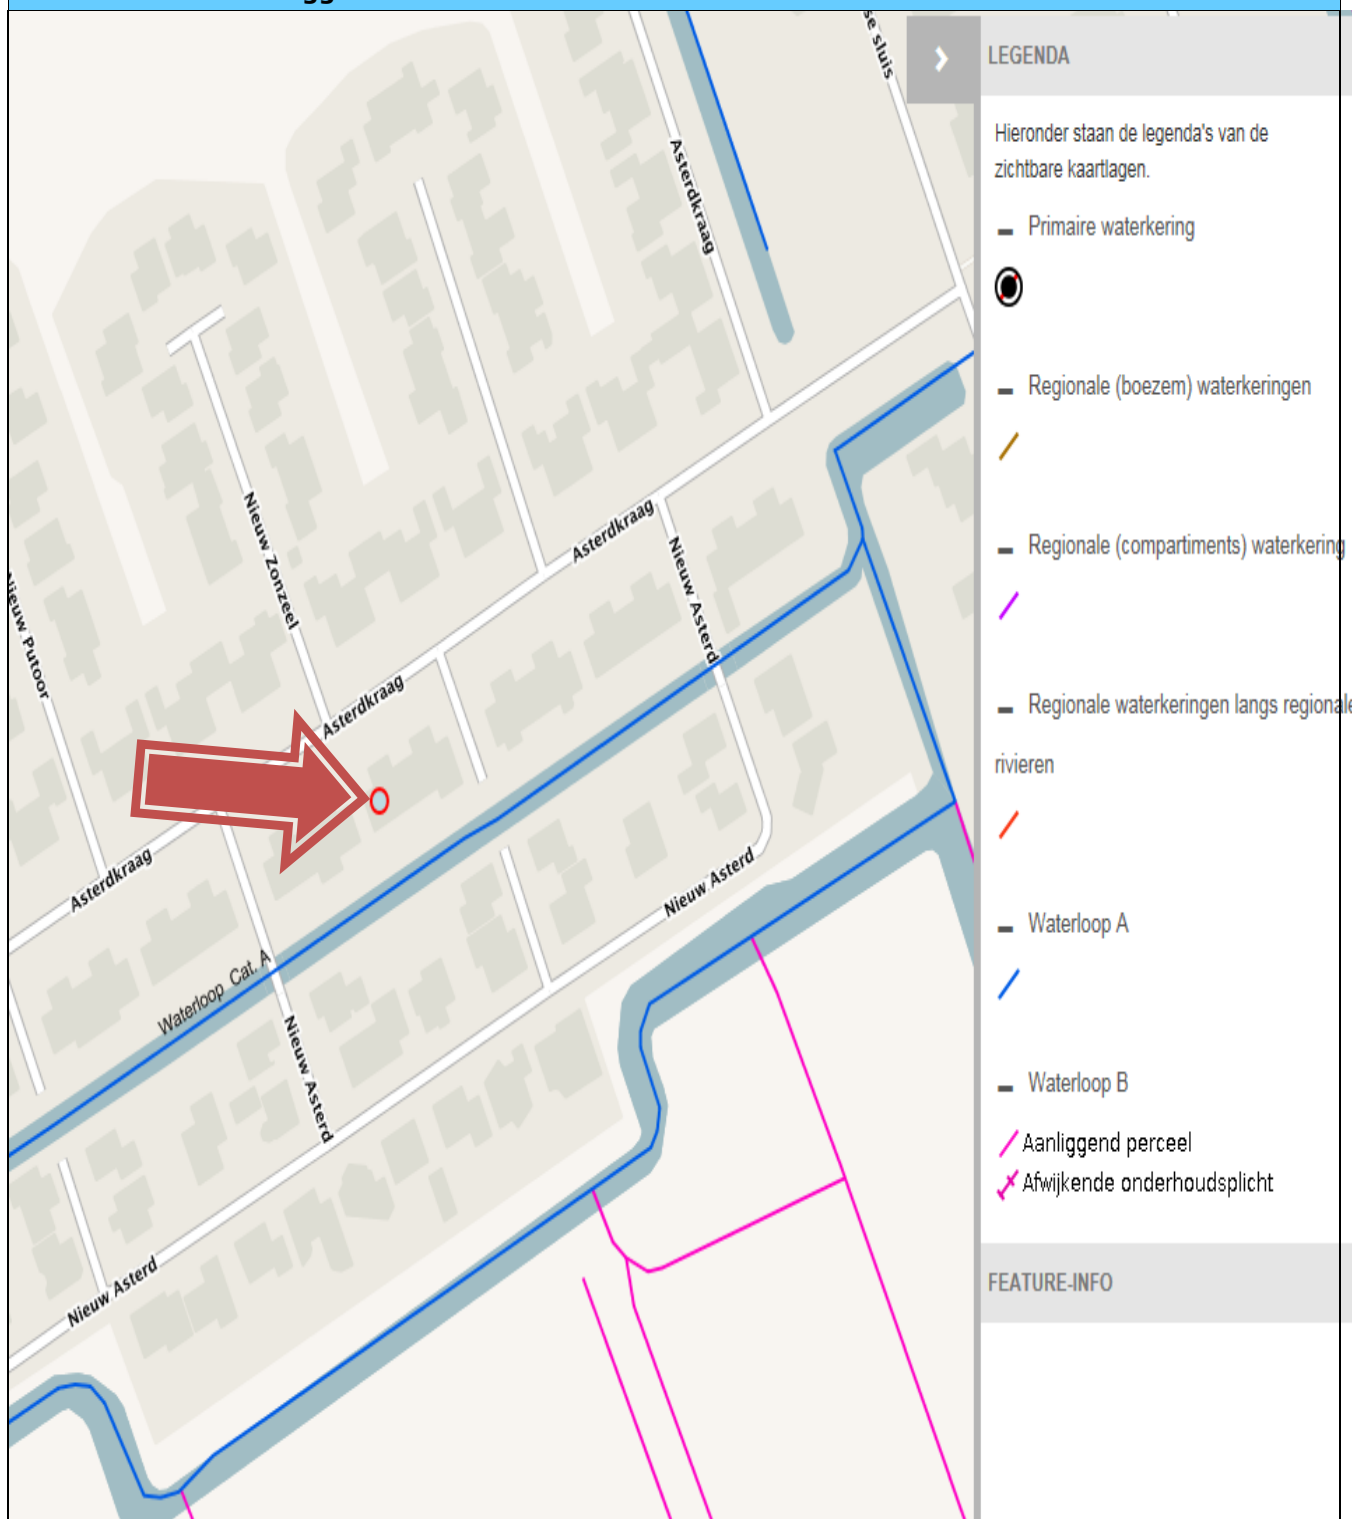 se sluis
Asterdkraag
Nieuw Zonzeel
Asterdkraag
Nieuw Asterd
Nieuw Putoor
Asterdkraag
Asterdkraag
Nieuw Asterd
Waterloop Cat. A
Nieuw Asterd
Nieuw Asterd
LEGENDA
Hieronder staan de legenda's van de
zichtbare kaartlagen.
Primaire waterkering
Regionale (boezem) waterkeringen
Regionale (compartiments) waterkering
Regionale waterkeringen langs regionale
rivieren
Waterloop A
Waterloop B
Aanliggend perceel
Afwijkende onderhoudsplicht
FEATURE-INFO